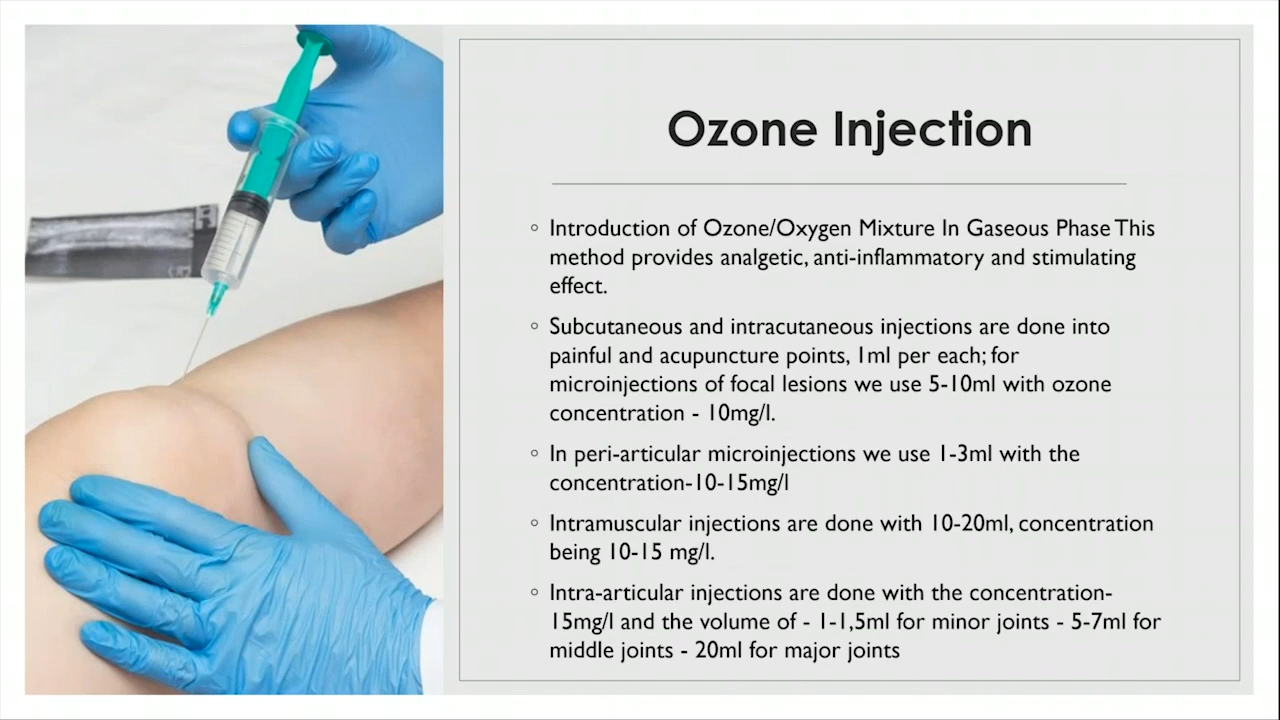 Ozone Injection
◦ Introduction of Ozone/Oxygen Mixture In Gaseous Phase This
method provides analgetic, anti-inflammatory and stimulating
effect.
◦ Subcutaneous and intracutaneous injections are done into
painful and acupuncture points, 1ml per each; for
microinjections of focal lesions we use 5-10ml with ozone
concentration - 10mg/l.
◦ In peri-articular microinjections we use 1-3ml with the
concentration-10-15mg/l
◦ Intramuscular injections are done with 10-20ml, concentration
being 10-15 mg/l.
◦ Intra-articular injections are done with the concentration-
15mg/l and the volume of - 1-1,5ml for minor joints - 5-7ml for
middle joints - 20ml for major joints